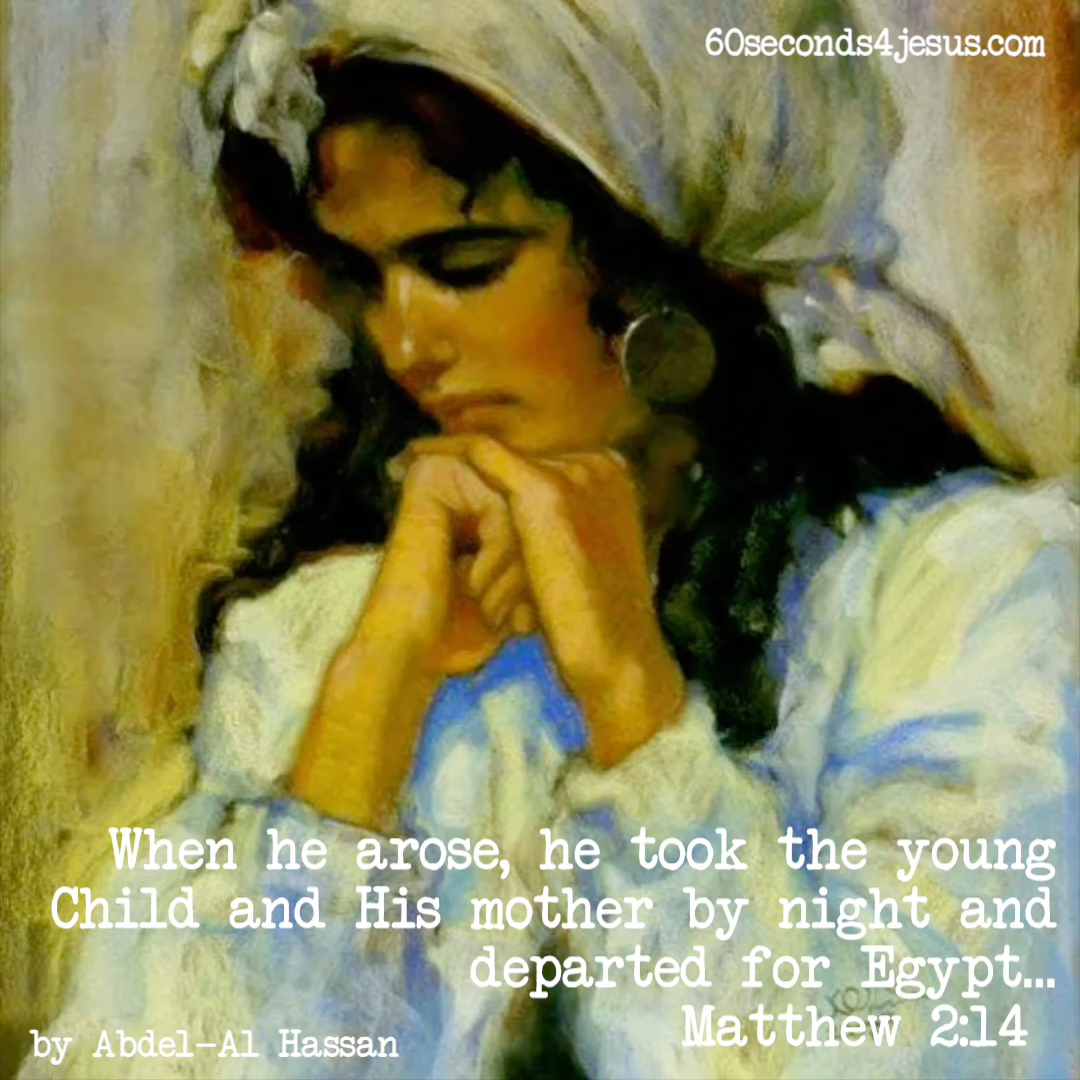 60seconds4jesus.com
When he arose, he took the young
Child and His mother by night and
departed for Egypt...
Matthew 2:14
by Abdel-Al Hassan